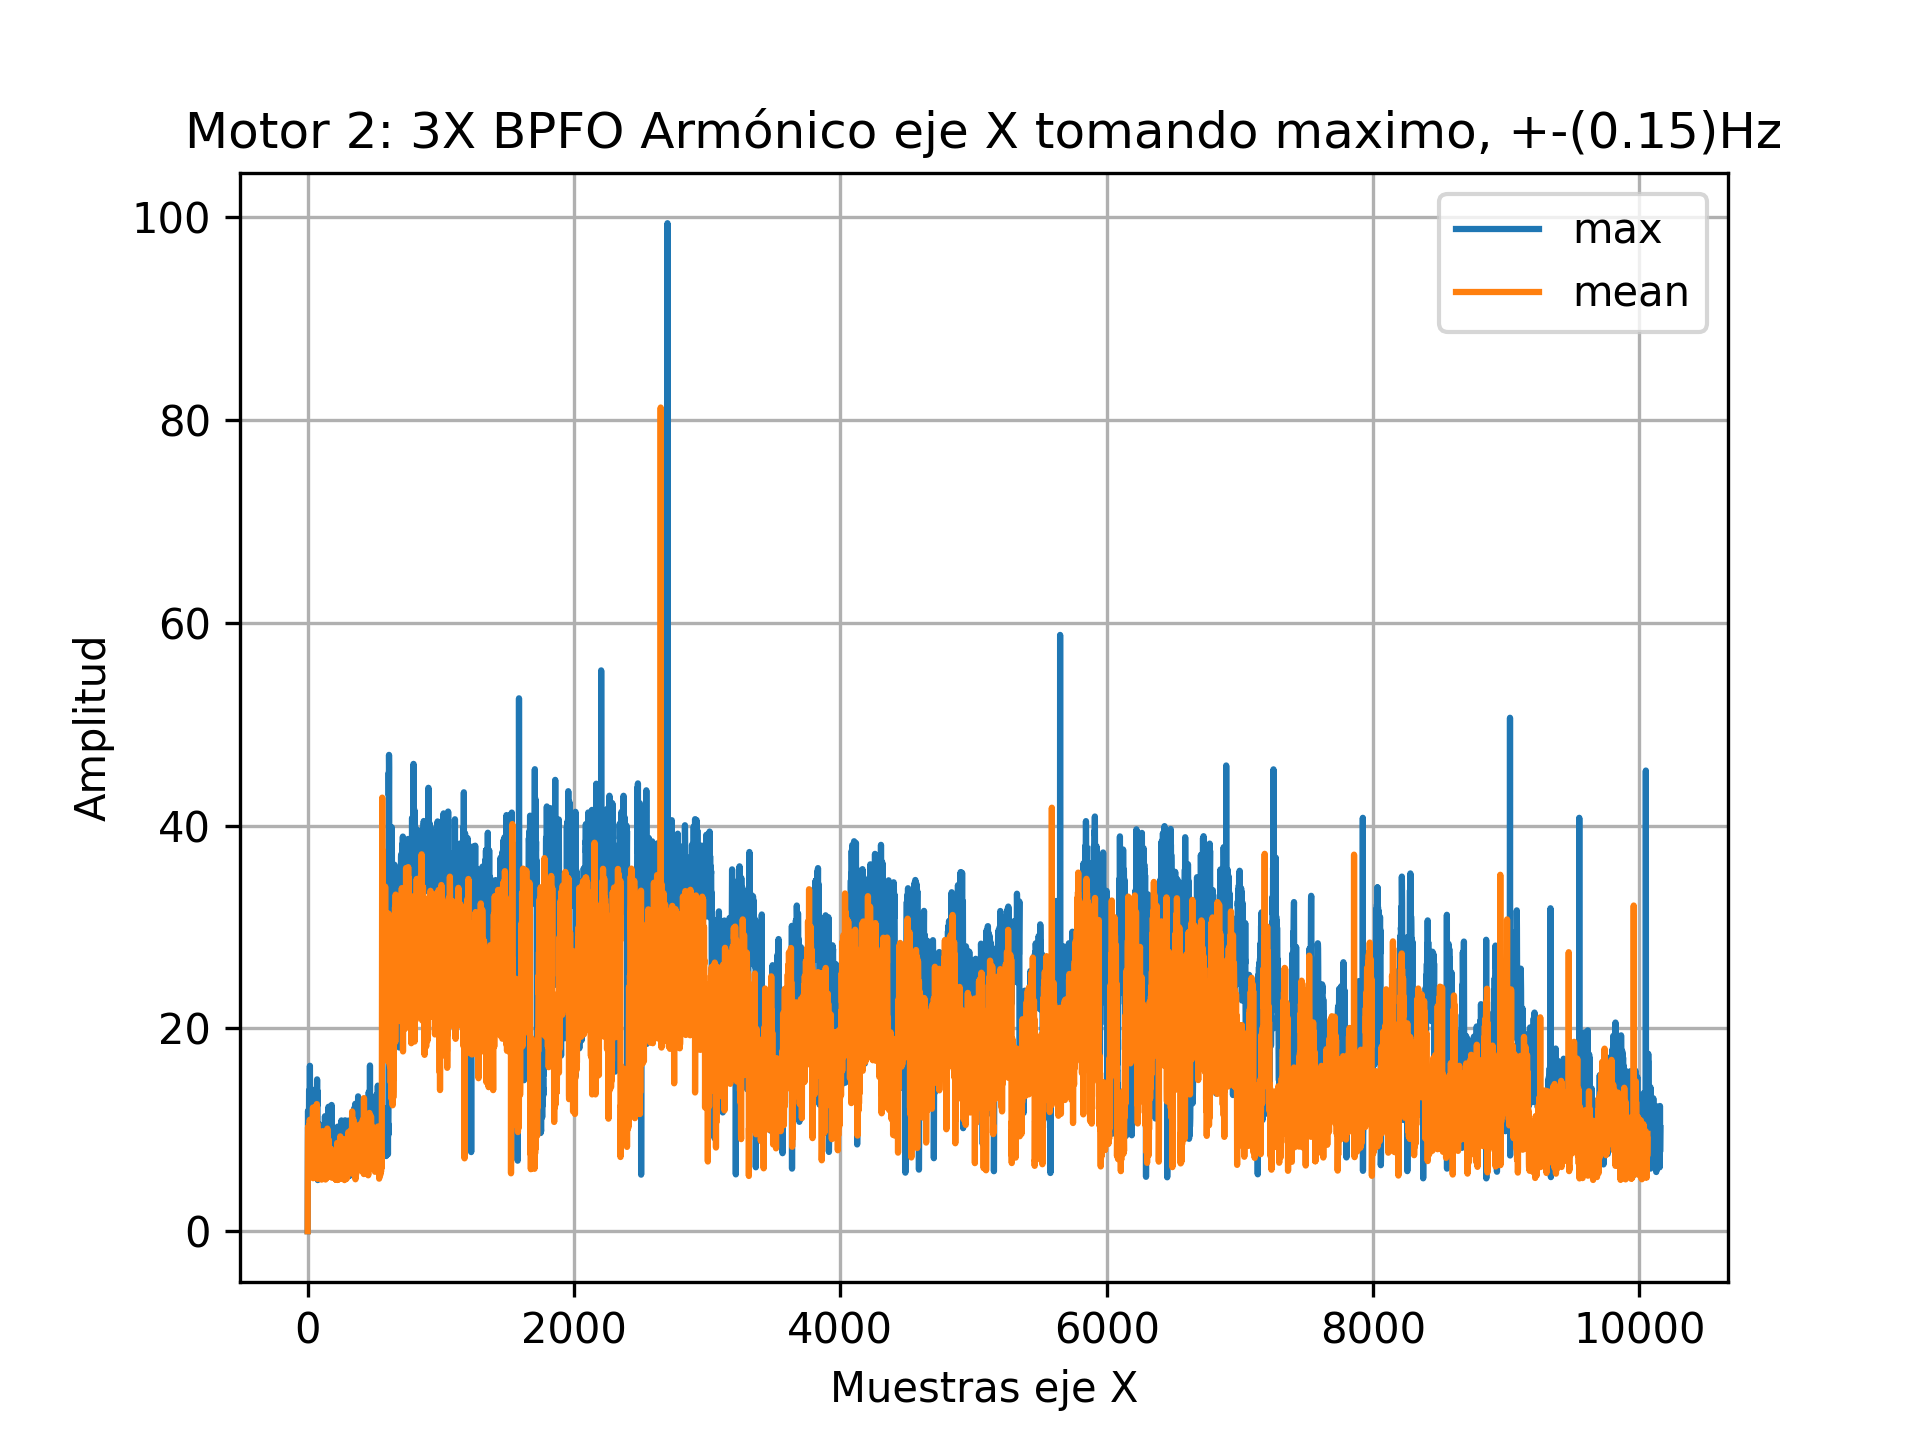 Motor 2: 3X BPFO Armónico eje X tomando maximo, +-(0.15)Hz
max
mean
100
80
60
40
20
0
Amplitud
0 2000 4000 6000 8000 10000
Muestras eje X